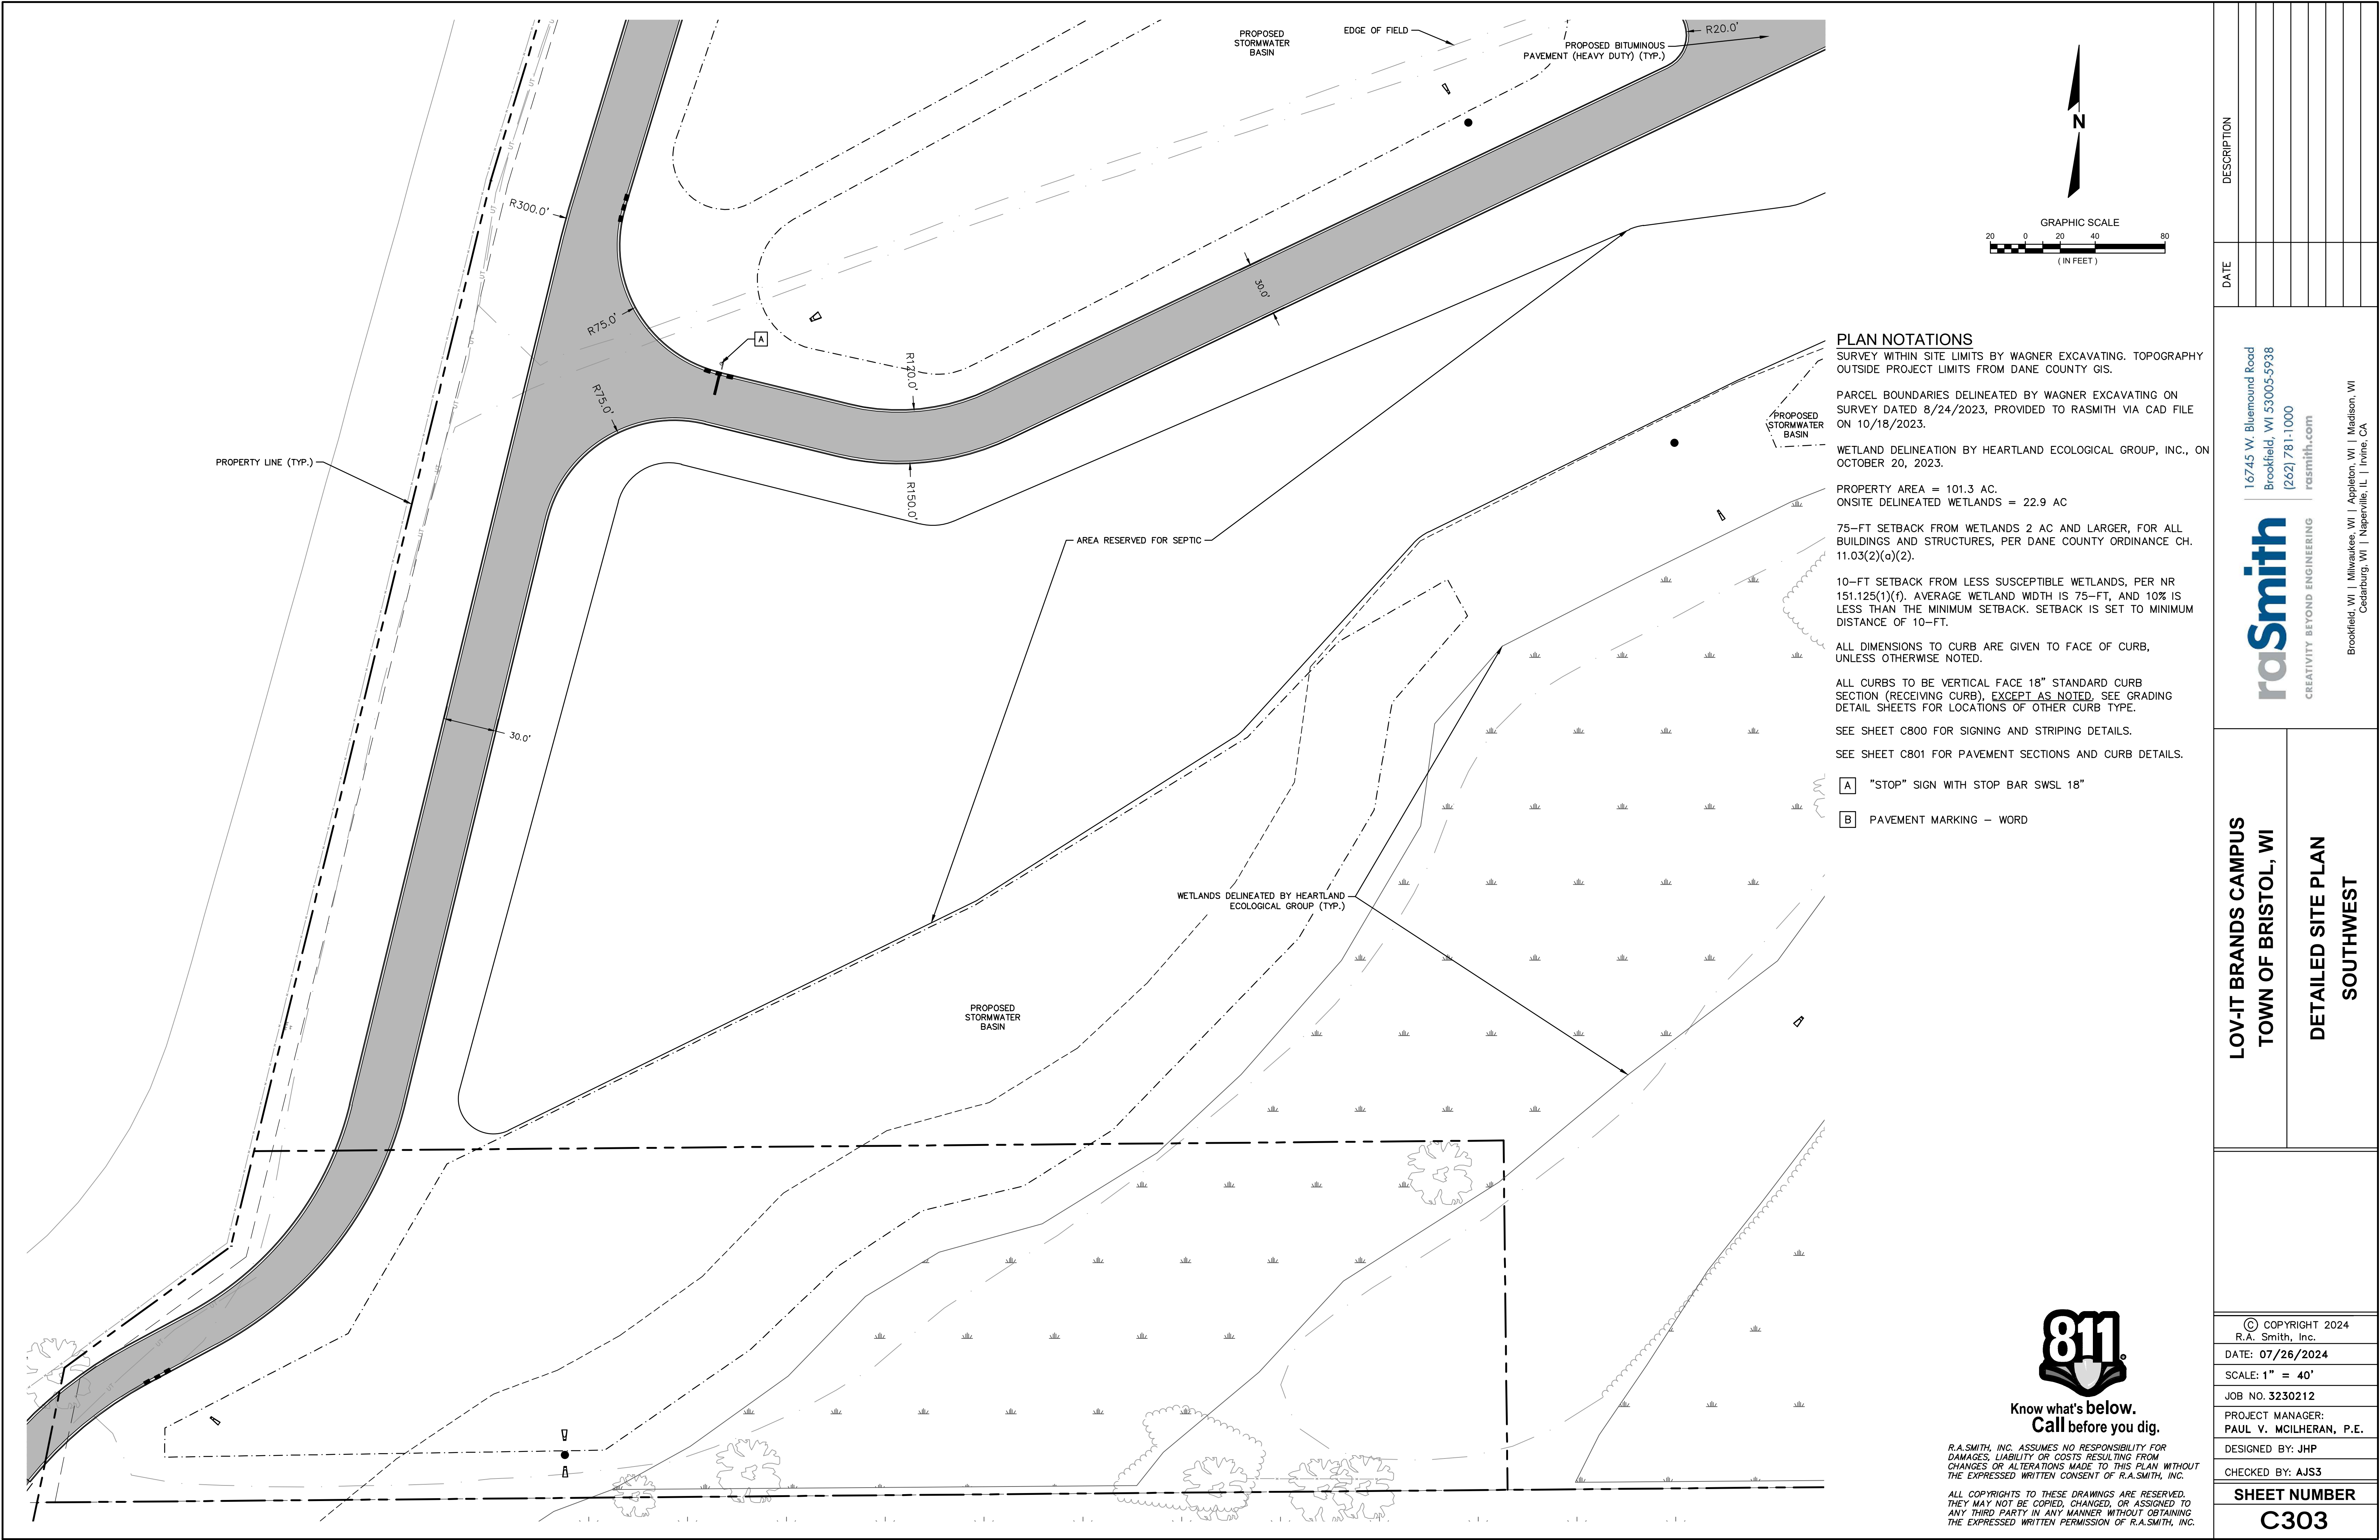 PROPOSED
STORMWATER
BASIN
EDGE OF FIELD
PROPOSED BITUMINOUS
PAVEMENT (HEAVY DUTY) (TYP.)
R20.0'
R300.0'
R75.0'
A
R120.0'
30.0'
R75.0'
R150.0'
PROPERTY LINE (TYP.)
AREA RESERVED FOR SEPTIC
PROPOSED
STORMWATER
BASIN
30.0'
WETLANDS DELINEATED BY HEARTLAND
ECOLOGICAL GROUP (TYP.)
PROPOSED
STORMWATER
BASIN
UT
UT
UT
UT
UT
UT
UT
UT
N
GRAPHIC SCALE
20 0 20 40 80
( IN FEET )
PLAN NOTATIONS
SURVEY WITHIN SITE LIMITS BY WAGNER EXCAVATING. TOPOGRAPHY
OUTSIDE PROJECT LIMITS FROM DANE COUNTY GIS.
PARCEL BOUNDARIES DELINEATED BY WAGNER EXCAVATING ON
SURVEY DATED 8/24/2023, PROVIDED TO RASMITH VIA CAD FILE
ON 10/18/2023.
WETLAND DELINEATION BY HEARTLAND ECOLOGICAL GROUP, INC., ON
OCTOBER 20, 2023.
PROPERTY AREA = 101.3 AC.
ONSITE DELINEATED WETLANDS = 22.9 AC
75-FT SETBACK FROM WETLANDS 2 AC AND LARGER, FOR ALL
BUILDINGS AND STRUCTURES, PER DANE COUNTY ORDINANCE CH.
11.03(2)(a)(2).
10-FT SETBACK FROM LESS SUSCEPTIBLE WETLANDS, PER NR
151.125(1)(f). AVERAGE WETLAND WIDTH IS 75-FT, AND 10% IS
LESS THAN THE MINIMUM SETBACK. SETBACK IS SET TO MINIMUM
DISTANCE OF 10-FT.
ALL DIMENSIONS TO CURB ARE GIVEN TO FACE OF CURB,
UNLESS OTHERWISE NOTED.
ALL CURBS TO BE VERTICAL FACE 18" STANDARD CURB
SECTION (RECEIVING CURB), EXCEPT AS NOTED. SEE GRADING
DETAIL SHEETS FOR LOCATIONS OF OTHER CURB TYPE.
SEE SHEET C800 FOR SIGNING AND STRIPING DETAILS.
SEE SHEET C801 FOR PAVEMENT SECTIONS AND CURB DETAILS.
A "STOP" SIGN WITH STOP BAR SWSL 18"
B PAVEMENT MARKING - WORD
811
Know what's below.
Call before you dig.
R.A.SMITH, INC. ASSUMES NO RESPONSIBILITY FOR
DAMAGES, LIABILITY OR COSTS RESULTING FROM
CHANGES OR ALTERATIONS MADE TO THIS PLAN WITHOUT
THE EXPRESSED WRITTEN CONSENT OF R.A.SMITH, INC.
ALL COPYRIGHTS TO THESE DRAWINGS ARE RESERVED.
THEY MAY NOT BE COPIED, CHANGED, OR ASSIGNED TO
ANY THIRD PARTY IN ANY MANNER WITHOUT OBTAINING
THE EXPRESSED WRITTEN PERMISSION OF R.A.SMITH, INC.
DESCRIPTION
DATE
raSmith
CREATIVITY BEYOND ENGINEERING
16745 W. Bluemound Road
Brookfield, WI 53005-5938
(262) 781-1000
rasmith.com
Brookfield, WI | Milwaukee, WI | Appleton, WI | Madison, WI
Cedarburg, WI | Naperville, IL | Irvine, CA
LOV-IT BRANDS CAMPUS
TOWN OF BRISTOL, WI
DETAILED SITE PLAN
SOUTHWEST
© COPYRIGHT 2024
R.A. Smith, Inc.
DATE: 07/26/2024
SCALE: 1" = 40'
JOB NO. 3230212
PROJECT MANAGER:
PAUL V. MCILHERAN, P.E.
DESIGNED BY: JHP
CHECKED BY: AJS3
SHEET NUMBER
C303